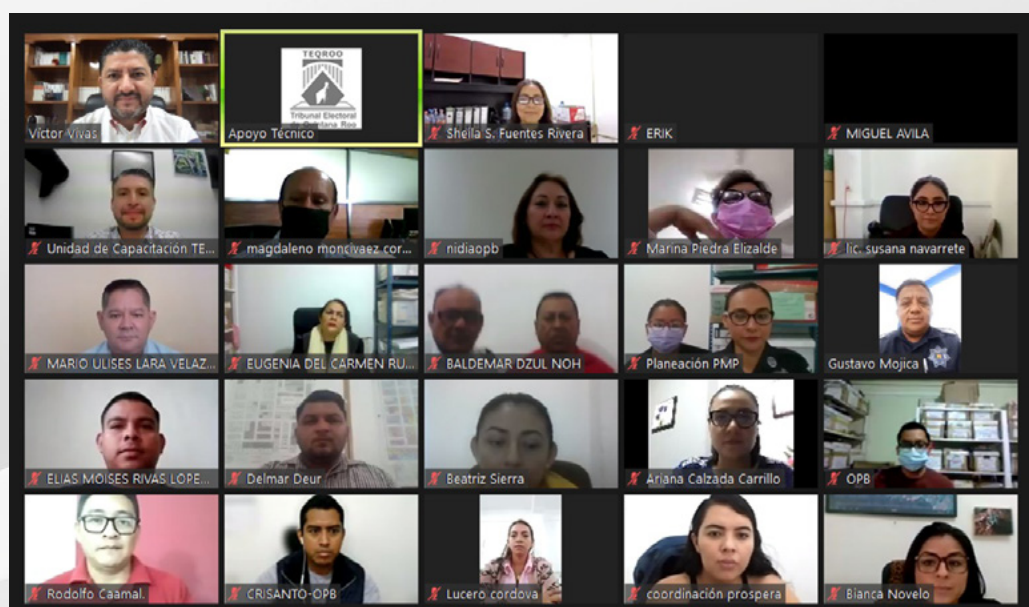 Víctor Vivas
TEQROO
Tribunal Electoral
de Quintana Roo
Apoyo Técnico
Sheila S. Fuentes Rivera
ERIK
MIGUEL AVILA
Unidad de Capacitación TE...
magdaleno moncivaez cor...
nidiaopb
Marina Piedra Elizalde
lic. susana navarrete
MARIO ULISES LARA VELAZ...
EUGENIA DEL CARMEN RU...
BALDEMAR DZUL NOH
Planeación PMP
Gustavo Mojica
ELIAS MOISES RIVAS LOPE...
Delmar Deur
Beatriz Sierra
Ariana Calzada Carrillo
OPB
Rodolfo Caamal.
CRISANTO-OPB
Lucero cordova
coordinación prospera
Bianca Novelo